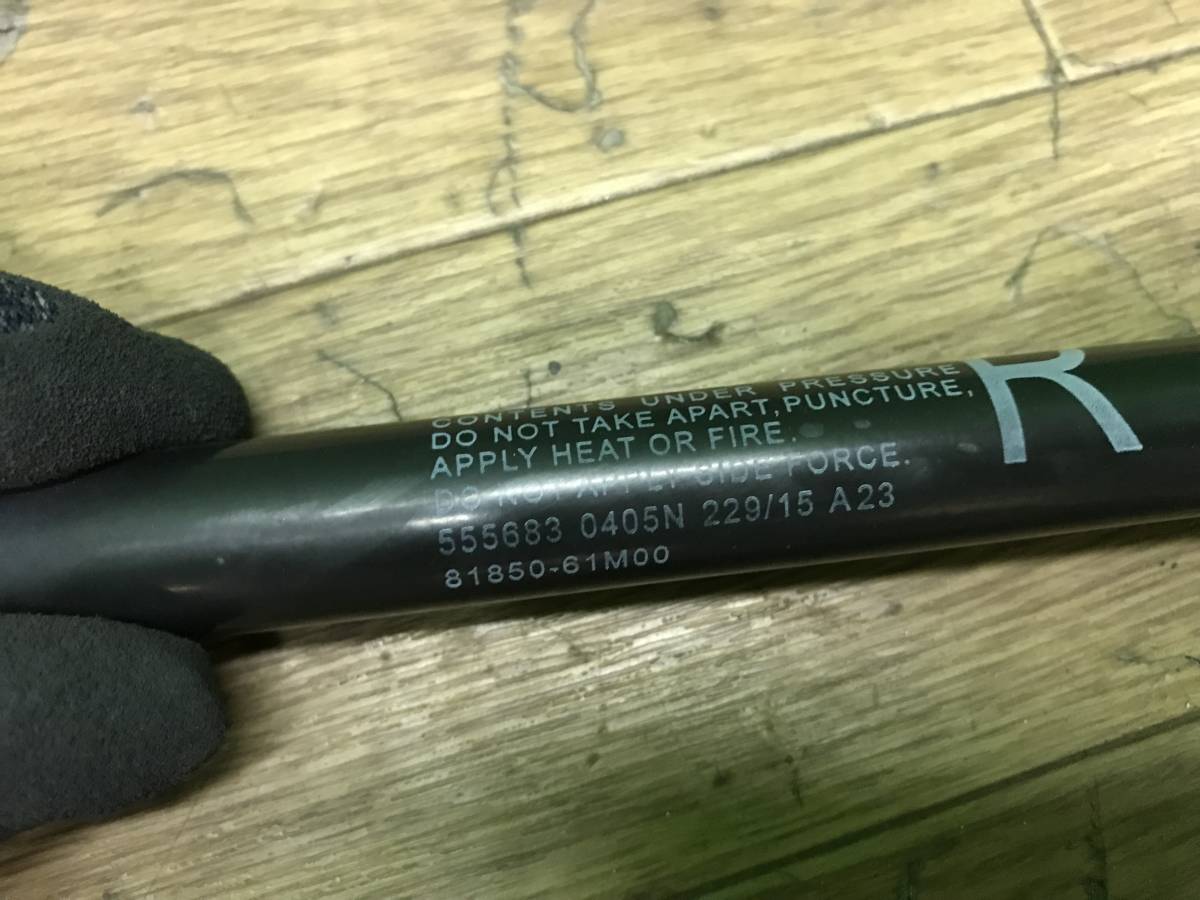 CONTENTS UNDER PRESSURE
DO NOT TAKE APART,PUNCTURE,
APPLY HEAT OR FIRE.
DO NOT APPLY SIDE FORCE.
555683 0405N 229/15 A23
81850-61M00
R